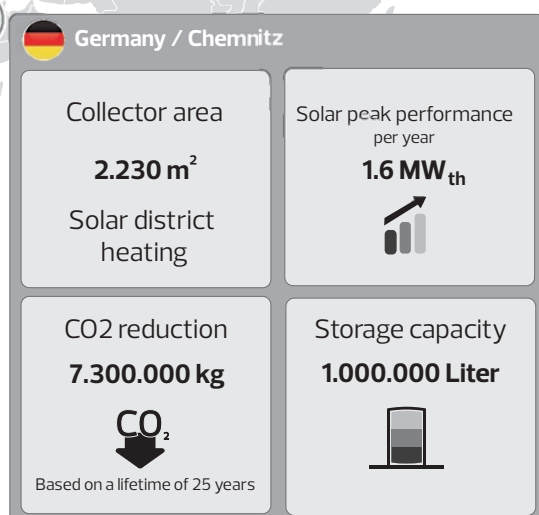 Germany / Chemnitz
Collector area
2.230 m²
Solar district
heating
Solar peak performance
per year
1.6 MWth
CO2 reduction
7.300.000 kg
CO₂
Based on a lifetime of 25 years
Storage capacity
1.000.000 Liter